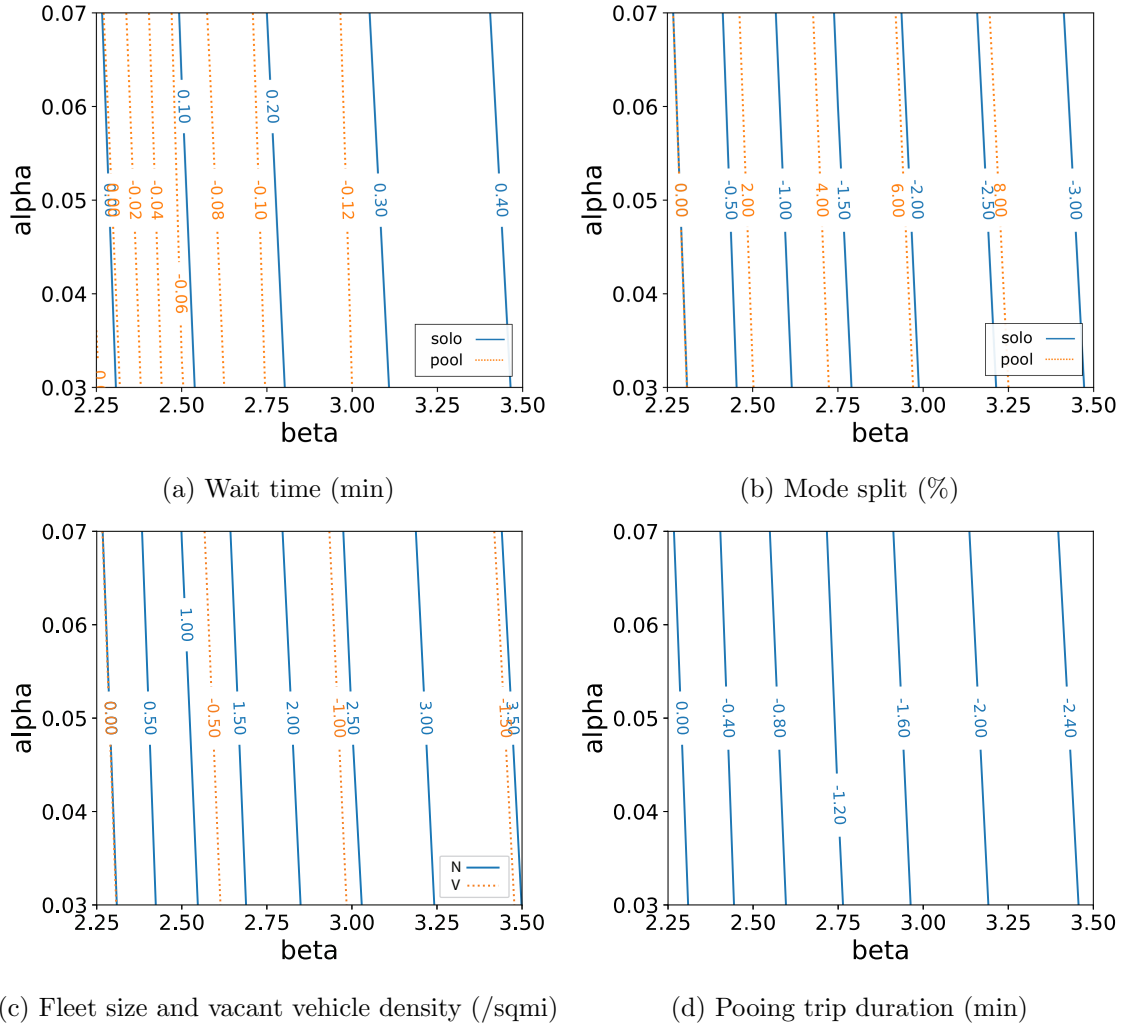 0.07
0.06
0.05
0.04
0.03
alpha
2.25 2.50 2.75 3.00 3.25 3.50
beta
0.00
0.00
-0.02
-0.04
-0.06
0.10
-0.08
-0.10
0.20
-0.12
0.30
0.40
0.
solo
pool
(a) Wait time (min)
0.07
0.06
0.05
0.04
0.03
alpha
2.25 2.50 2.75 3.00 3.25 3.50
beta
0.00
-0.50
2.00
-1.00
4.00
-1.50
6.00
-2.00
-2.50
8.00
-3.00
solo
pool
(b) Mode split (%)
0.07
0.06
0.05
0.04
0.03
alpha
2.25 2.50 2.75 3.00 3.25 3.50
beta
0.00
0.50
1.00
-0.50
1.50
2.00
-1.00
2.50
3.00
-1.50
3.50
N
V
(c) Fleet size and vacant vehicle density (/sqmi)
0.07
0.06
0.05
0.04
0.03
alpha
2.25 2.50 2.75 3.00 3.25 3.50
beta
0.00
-0.40
-0.80
-1.20
-1.60
-2.00
-2.40
(d) Pooing trip duration (min)